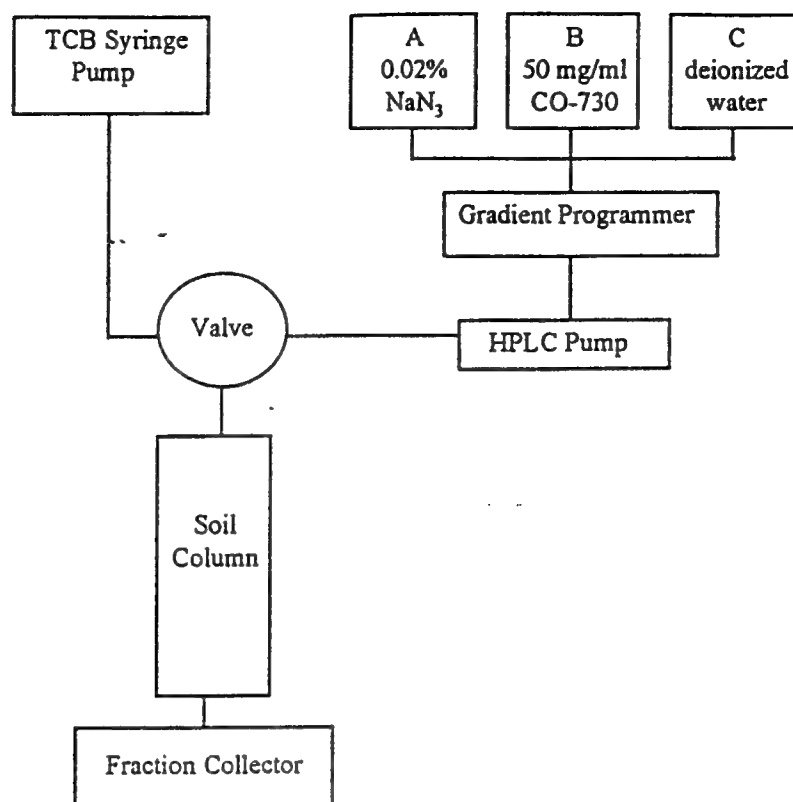 TCB Syringe
Pump
A
0.02%
NaN₃
B
50 mg/ml
CO-730
C
deionized
water
Gradient Programmer
Valve
HPLC Pump
Soil
Column
Fraction Collector